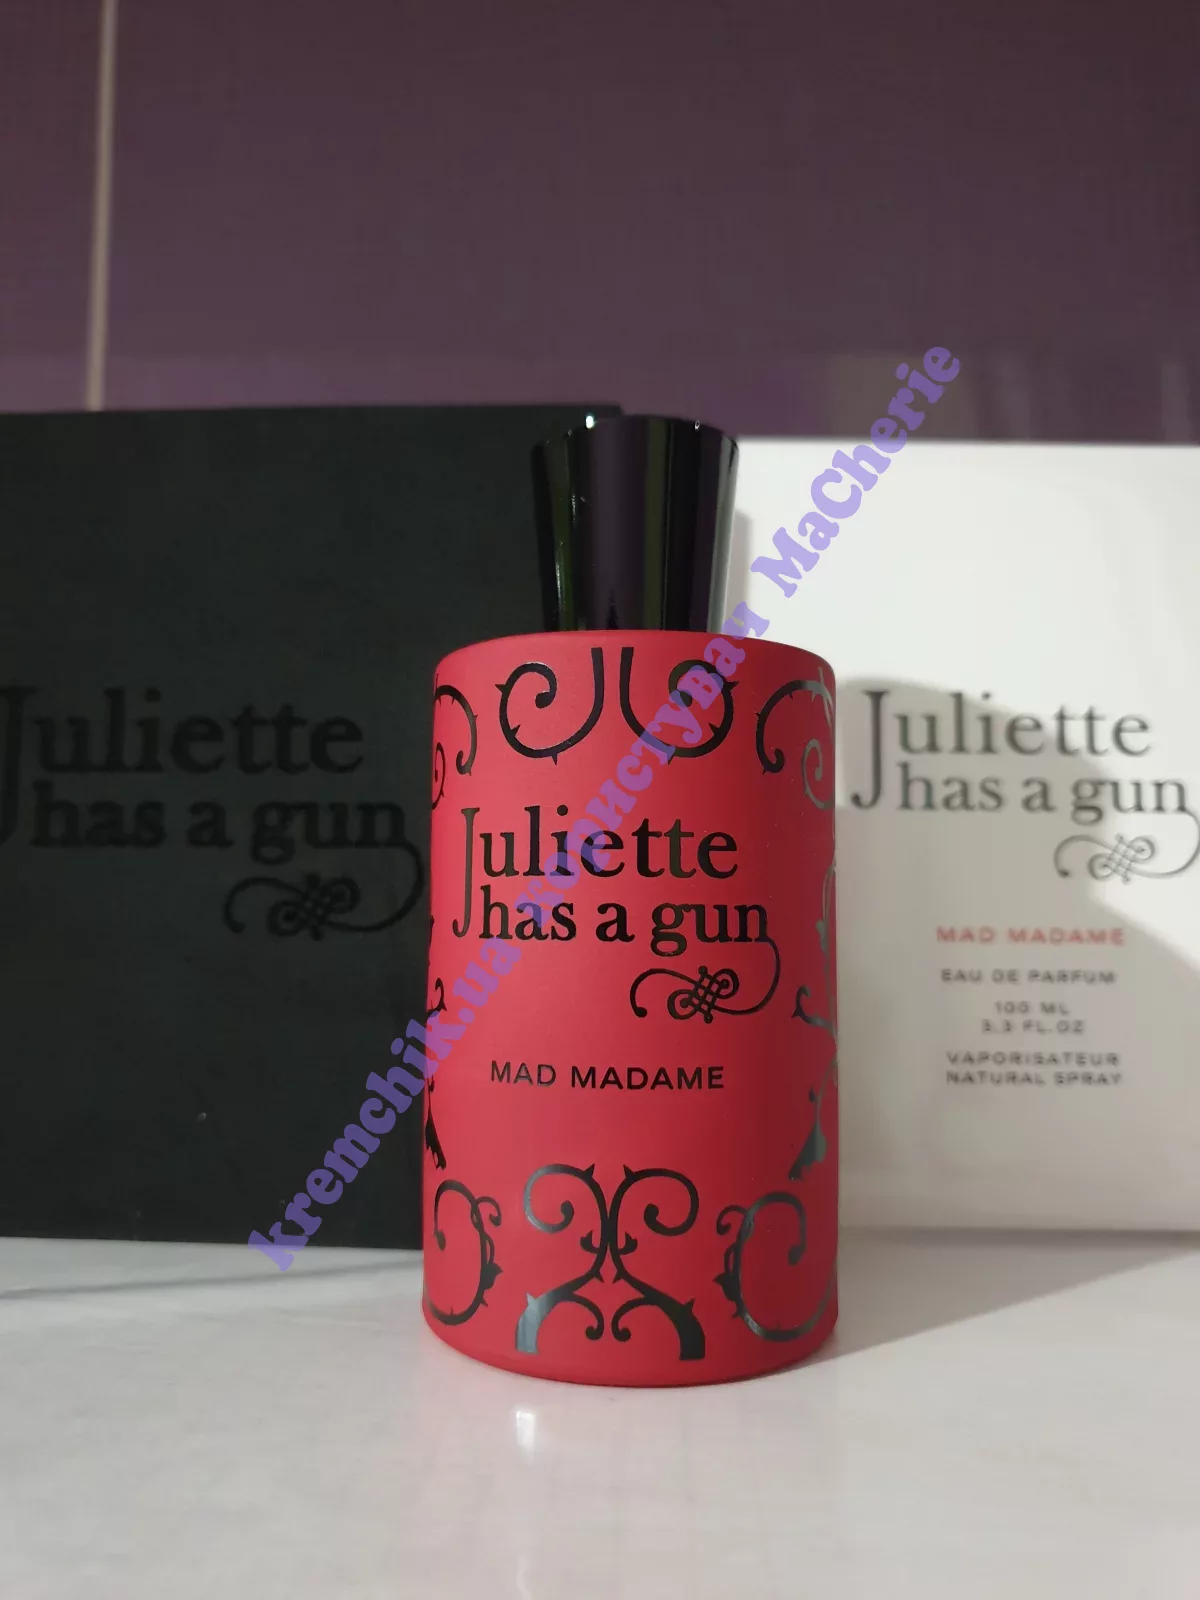 Juliette
has a gun
Juliette
has a gun
MAD MADAME
Juliette
has a gun
MAD MADAME
EAU DE PARFUM
100 ML
3.3 FL.OZ
VAPORISATEUR
NATURAL SPRAY
kremchik.ua користувач MaCherie